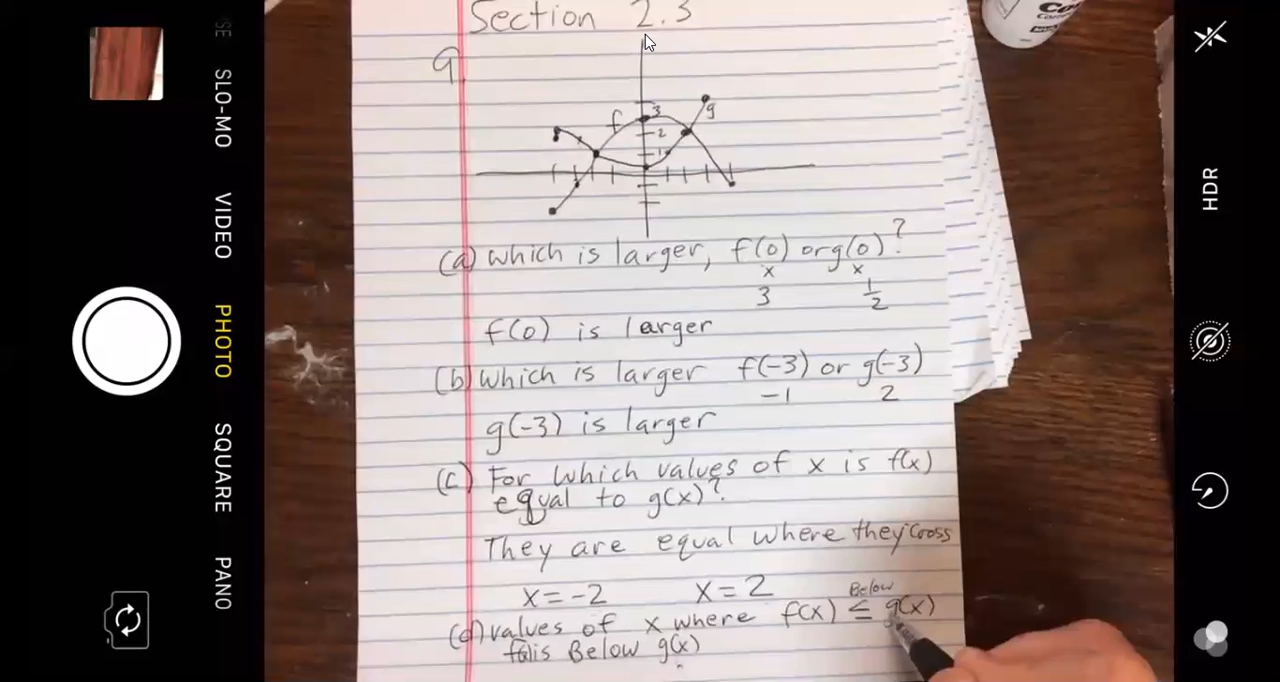 SLO-MO
VIDEO
PHOTO
SQUARE
PANO
HDR
Section 2.3
9
f
g
3
2
1
(a) which is larger, f(0) or g(0)?
x x
3 1/2
f(0) is larger
(b) which is larger f(-3) or g(-3)
-1 2
g(-3) is larger
(c) For which values of x is f(x)
equal to g(x)?
They are equal where they cross
x=-2 x=2
Below
(d) values of x where f(x) ≤ g(x)
Below g(x)